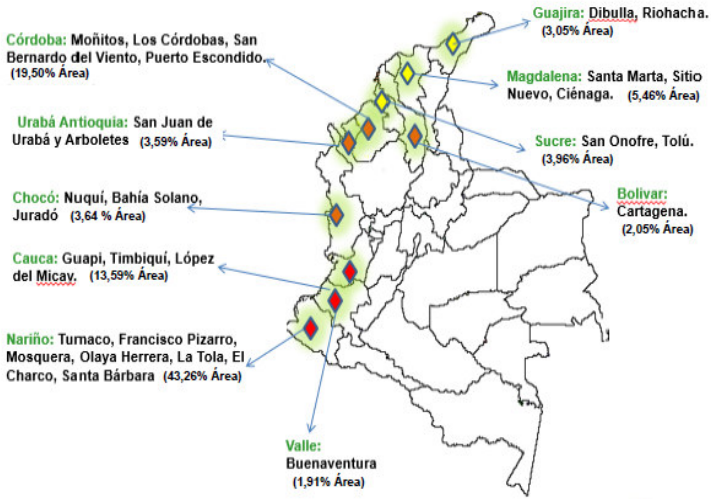 Guajira: Dibulla, Riohacha.
(3,05% Área)
Córdoba: Moñitos, Los Córdobas, San
Bernardo del Viento, Puerto Escondido.
(19,50% Área)
Magdalena: Santa Marta, Sitio
Nuevo, Ciénaga. (5,46% Área)
Urabá Antioquia: San Juan de
Urabá y Arboletes (3,59% Área)
Sucre: San Onofre, Tolú.
(3,96% Área)
Chocó: Nuquí, Bahía Solano,
Juradó (3,64 % Área)
Bolivar:
Cartagena.
(2,05% Área)
Cauca: Guapi, Timbiquí, López
del Micav. (13,59% Área)
Nariño: Tumaco, Francisco Pizarro,
Mosquera, Olaya Herrera, La Tola, El
Charco, Santa Bárbara (43,26% Área)
Valle:
Buenaventura
(1,91% Área)